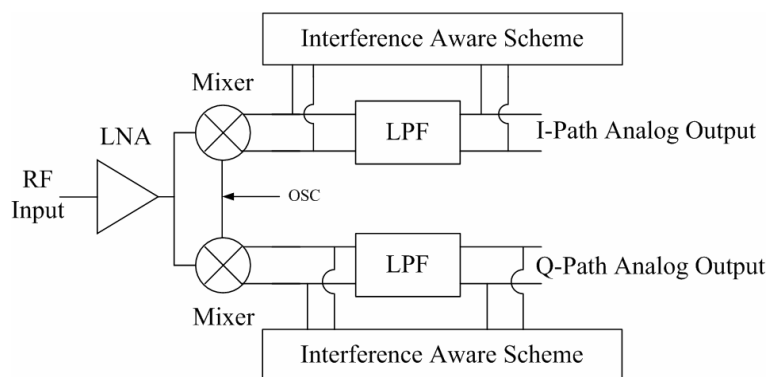 Interference Aware Scheme
Mixer
LNA
LPF
I-Path Analog Output
RF
Input
OSC
LPF
Q-Path Analog Output
Mixer
Interference Aware Scheme